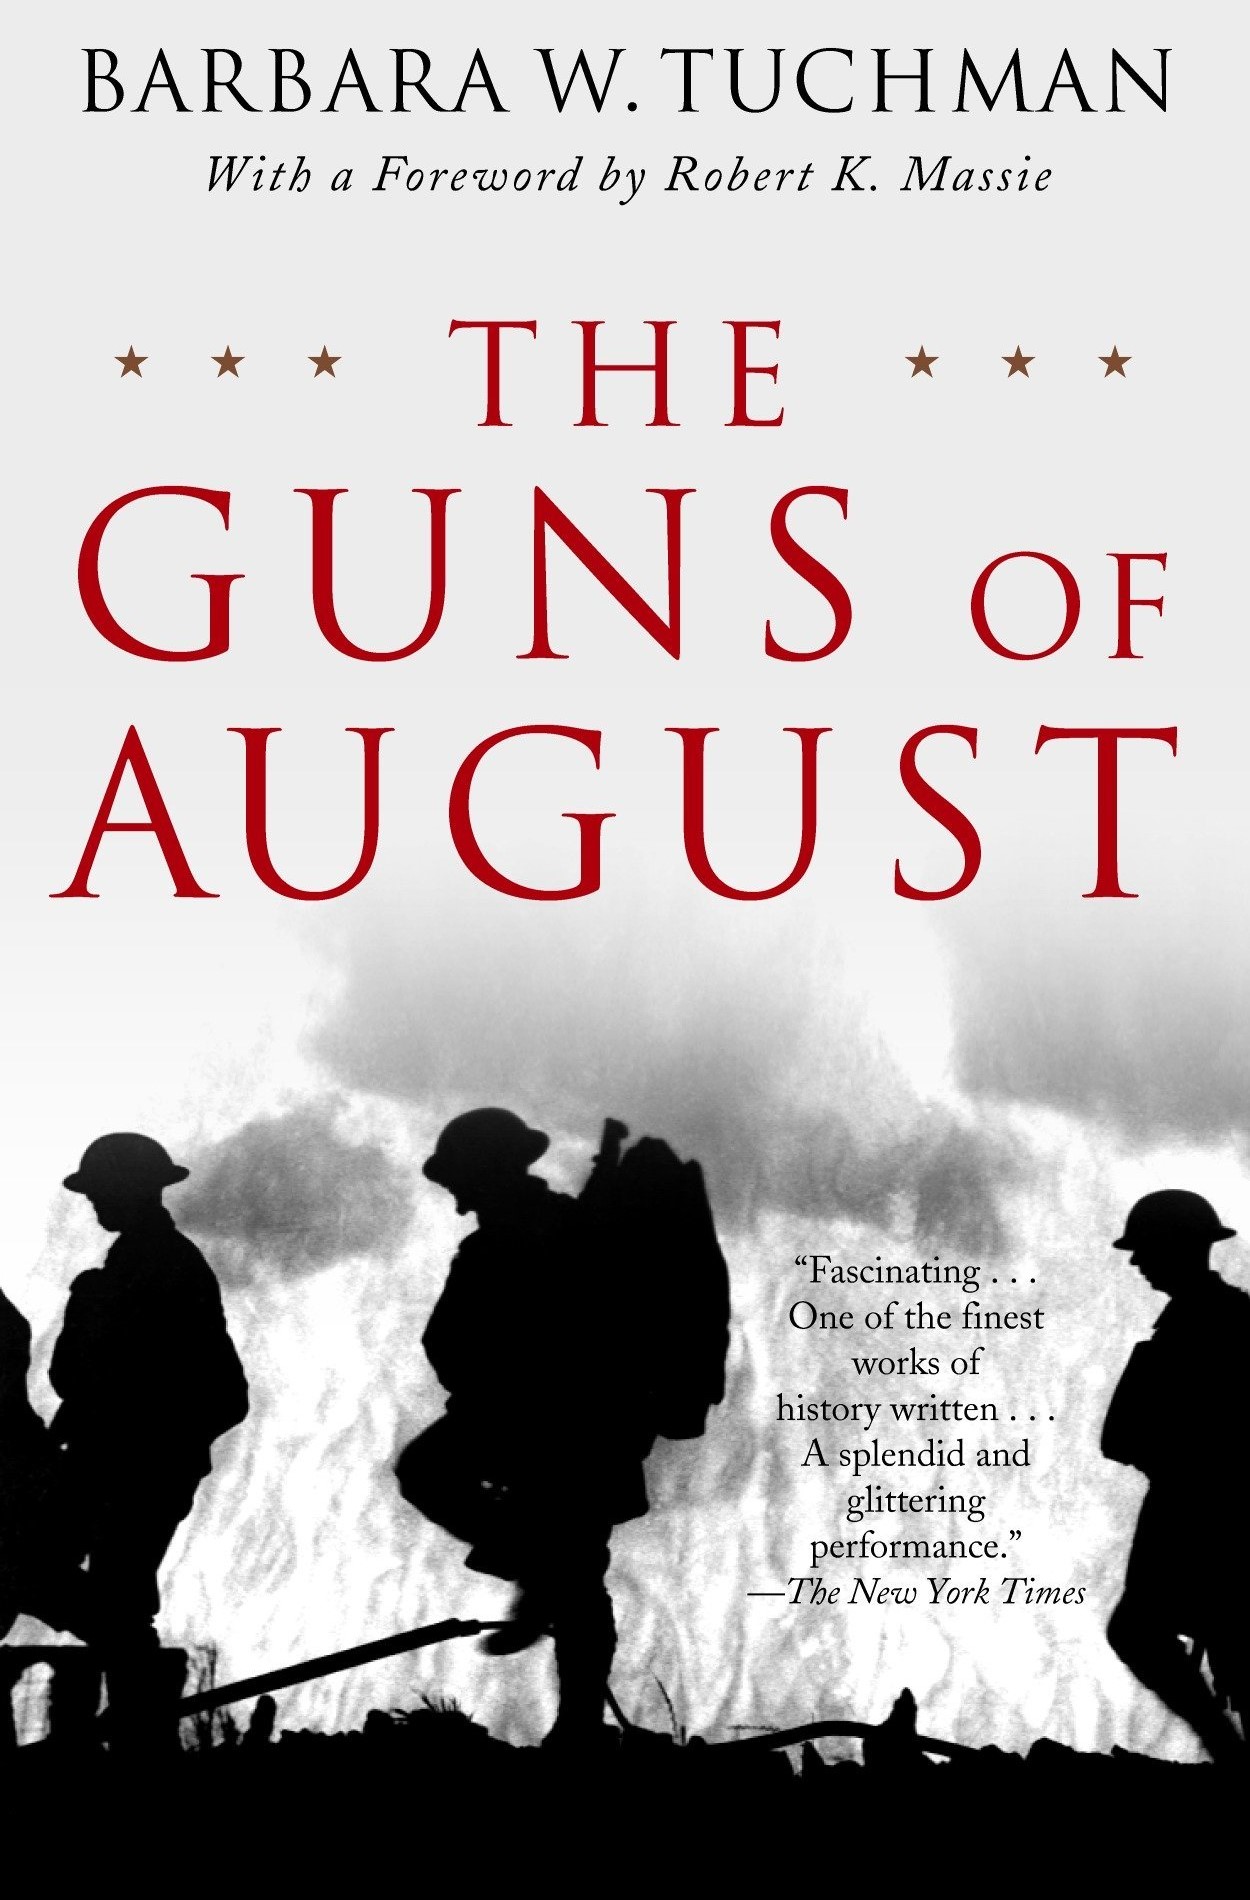 BARBARA W. TUCHMAN
With a Foreword by Robert K. Massie
THE
GUNS OF
AUGUST
“Fascinating . . .
One of the finest
works of
history written . . .
A splendid and
glittering
performance.”
—The New York Times